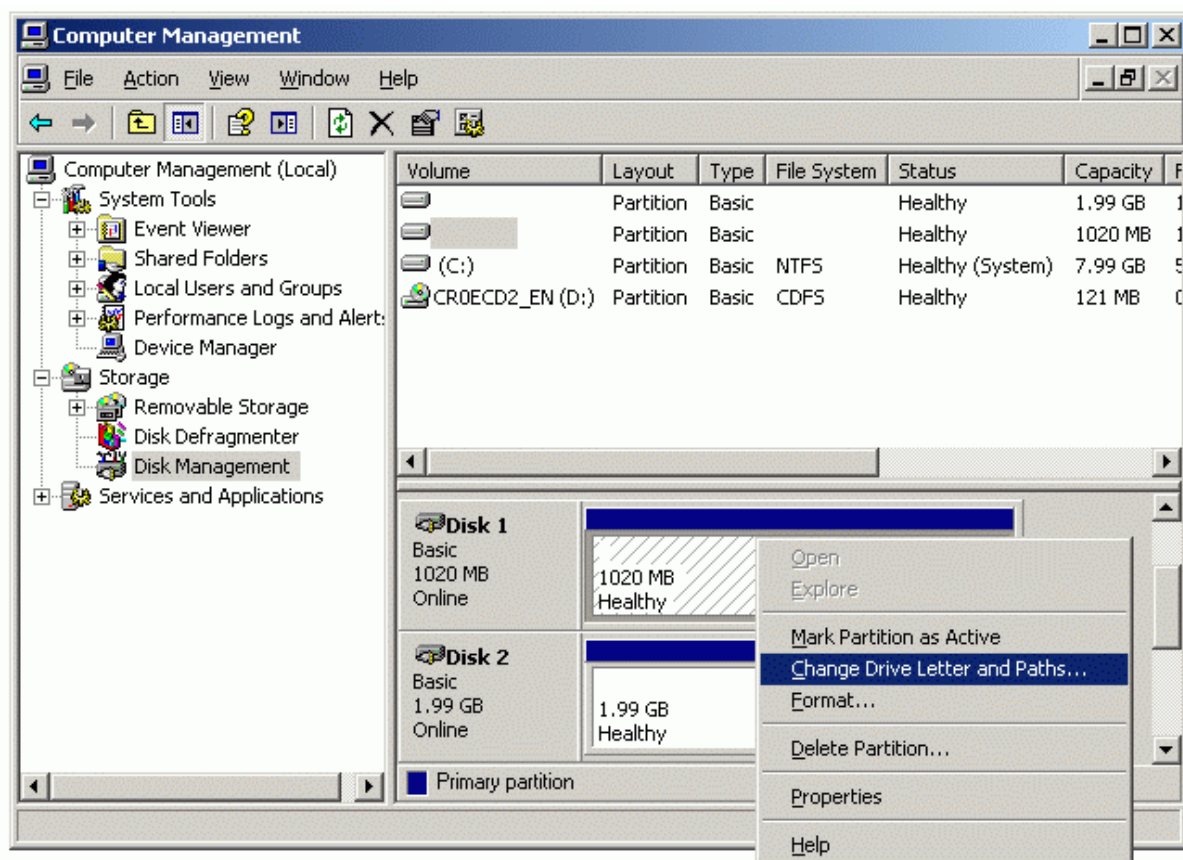 Computer Management
File Action View Window Help
Computer Management (Local)
System Tools
Event Viewer
Shared Folders
Local Users and Groups
Performance Logs and Alert
Device Manager
Storage
Removable Storage
Disk Defragmenter
Disk Management
Services and Applications
Volume Layout Type File System Status Capacity F
Partition Basic Healthy 1.99 GB 1
Partition Basic Healthy 1020 MB 1
(C:) Partition Basic NTFS Healthy (System) 7.99 GB 5
CR0ECD2_EN (D:) Partition Basic CDFS Healthy 121 MB 0
Disk 1
Basic
1020 MB
Online
1020 MB
Healthy
Disk 2
Basic
1.99 GB
Online
1.99 GB
Healthy
Primary partition
Open
Explore
Mark Partition as Active
Change Drive Letter and Paths...
Format...
Delete Partition...
Properties
Help